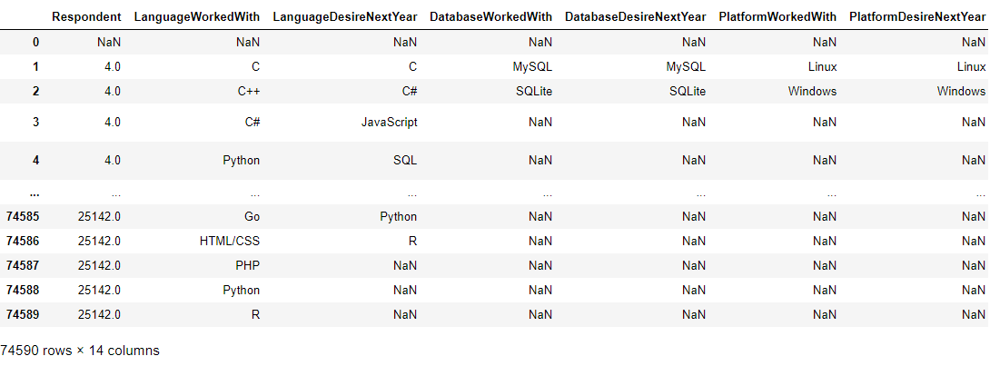 Respondent LanguageWorkedWith LanguageDesireNextYear DatabaseWorkedWith DatabaseDesireNextYear PlatformWorkedWith PlatformDesireNextYear
0 NaN NaN NaN NaN NaN NaN NaN
1 4.0 C C MySQL MySQL Linux Linux
2 4.0 C++ C# SQLite SQLite Windows Windows
3 4.0 C# JavaScript NaN NaN NaN NaN
4 4.0 Python SQL NaN NaN NaN NaN
... ... ... ... ... ... ... ...
74585 25142.0 Go Python NaN NaN NaN NaN
74586 25142.0 HTML/CSS R NaN NaN NaN NaN
74587 25142.0 PHP NaN NaN NaN NaN NaN
74588 25142.0 Python NaN NaN NaN NaN NaN
74589 25142.0 R NaN NaN NaN NaN NaN
74590 rows × 14 columns